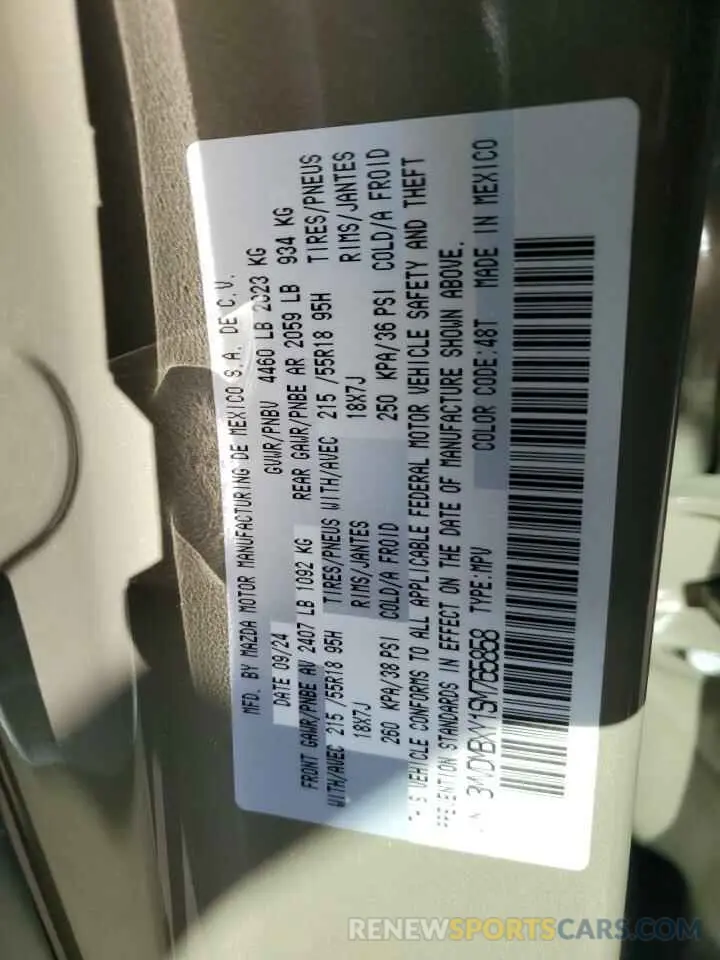 MFD. BY MAZDA MOTOR MANUFACTURING DE MEXICO S.A. DE C.V.
DATE 09/24 GVWR/PNBV 4460 LB 2023 KG
FRONT GAWR/PNBE AV 2407 LB 1092 KG REAR GAWR/PNBE AR 2059 LB 934 KG
WITH/AVEC 215 /55R18 95H TIRES/PNEUS WITH/AVEC 215 /55R18 95H TIRES/PNEUS
18X7J RIMS/JANTES 18X7J RIMS/JANTES
260 KPA/38 PSI COLD/A FROID 250 KPA/36 PSI COLD/A FROID
THIS VEHICLE CONFORMS TO ALL APPLICABLE FEDERAL MOTOR VEHICLE SAFETY AND THEFT
PREVENTION STANDARDS IN EFFECT ON THE DATE OF MANUFACTURE SHOWN ABOVE.
TYPE:MPV COLOR CODE:48T MADE IN MEXICO
RENEWSPORTSCARS.COM